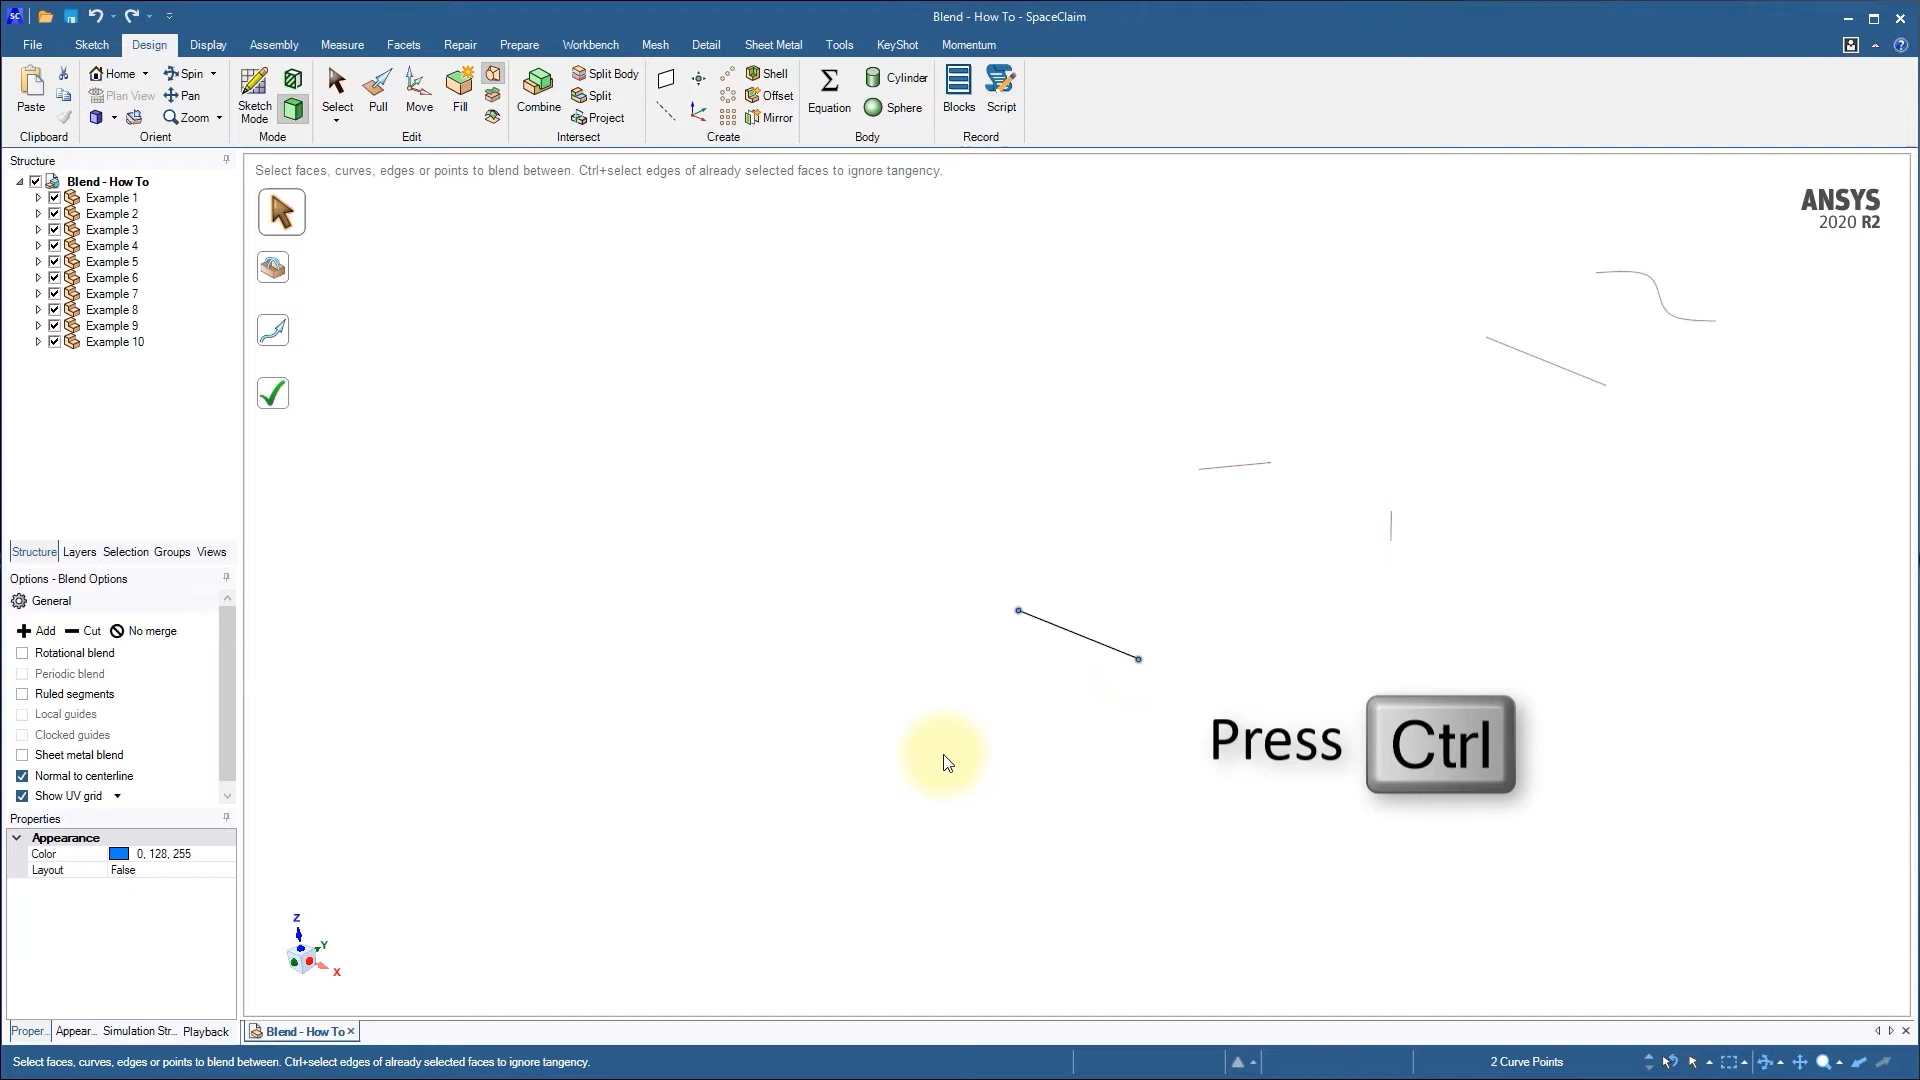 Blend - How To - SpaceClaim
File Sketch Design Display Assembly Measure Facets Repair Prepare Workbench Mesh Detail Sheet Metal Tools KeyShot Momentum
Paste
Clipboard
Home Spin
Plan View Pan
Zoom
Orient
Sketch Mode
Mode
Select Pull Move Fill
Edit
Combine
Split Body
Split
Project
Intersect
Shell
Offset
Mirror
Create
Equation
Cylinder
Sphere
Body
Blocks Script
Record
Structure
Blend - How To
Example 1
Example 2
Example 3
Example 4
Example 5
Example 6
Example 7
Example 8
Example 9
Example 10
Structure Layers Selection Groups Views
Options - Blend Options
General
Add Cut No merge
Rotational blend
Periodic blend
Ruled segments
Local guides
Clocked guides
Sheet metal blend
Normal to centerline
Show UV grid
Properties
Appearance
Color 0, 128, 255
Layout False
Proper... Appear... Simulation Str... Playback
Select faces, curves, edges or points to blend between. Ctrl+select edges of already selected faces to ignore tangency.
ANSYS
2020 R2
Press Ctrl
Z
Y
X
Blend - How To
Select faces, curves, edges or points to blend between. Ctrl+select edges of already selected faces to ignore tangency.
2 Curve Points